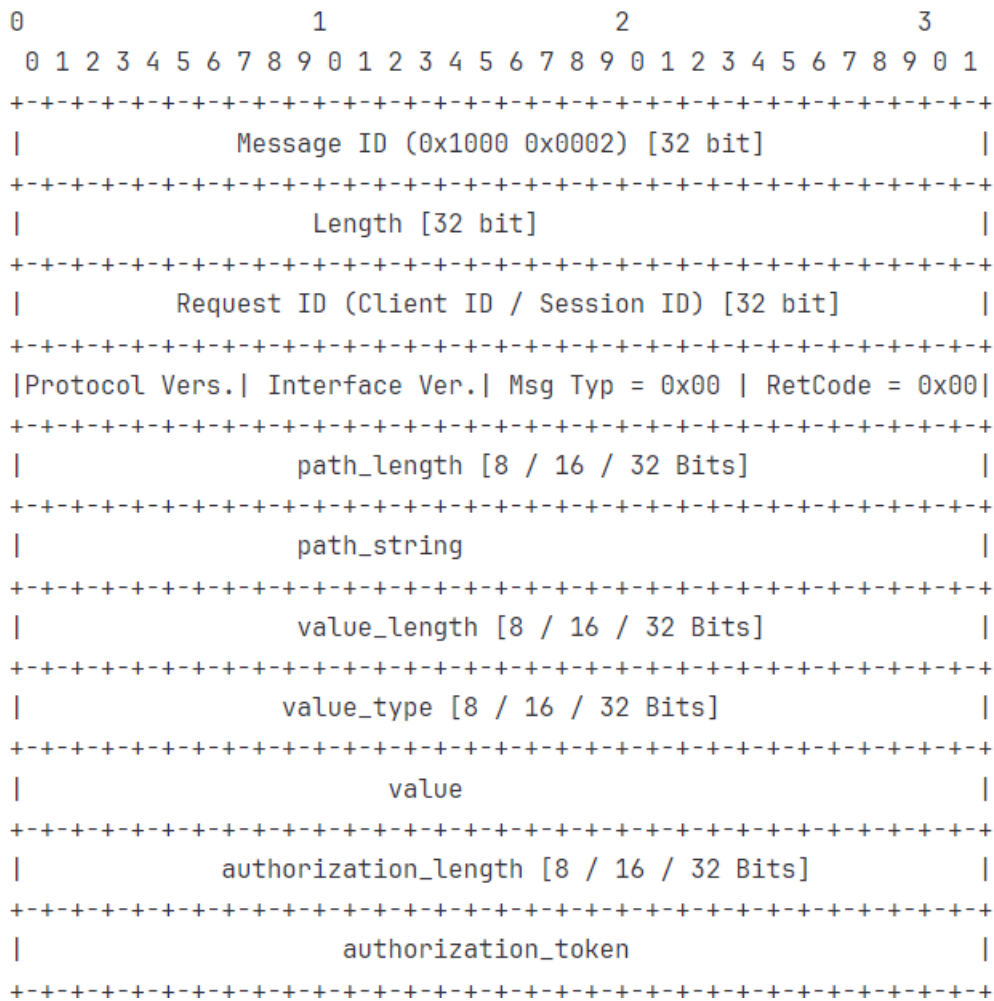 0                   1                   2                   3
 0 1 2 3 4 5 6 7 8 9 0 1 2 3 4 5 6 7 8 9 0 1 2 3 4 5 6 7 8 9 0 1
+-+-+-+-+-+-+-+-+-+-+-+-+-+-+-+-+-+-+-+-+-+-+-+-+-+-+-+-+-+-+-+-+
|              Message ID (0x1000 0x0002) [32 bit]              |
+-+-+-+-+-+-+-+-+-+-+-+-+-+-+-+-+-+-+-+-+-+-+-+-+-+-+-+-+-+-+-+-+
|                   Length [32 bit]                             |
+-+-+-+-+-+-+-+-+-+-+-+-+-+-+-+-+-+-+-+-+-+-+-+-+-+-+-+-+-+-+-+-+
|          Request ID (Client ID / Session ID) [32 bit]         |
+-+-+-+-+-+-+-+-+-+-+-+-+-+-+-+-+-+-+-+-+-+-+-+-+-+-+-+-+-+-+-+-+
|Protocol Vers.| Interface Ver.| Msg Typ = 0x00 | RetCode = 0x00|
+-+-+-+-+-+-+-+-+-+-+-+-+-+-+-+-+-+-+-+-+-+-+-+-+-+-+-+-+-+-+-+-+
|                  path_length [8 / 16 / 32 Bits]               |
+-+-+-+-+-+-+-+-+-+-+-+-+-+-+-+-+-+-+-+-+-+-+-+-+-+-+-+-+-+-+-+-+
|                  path_string                                  |
+-+-+-+-+-+-+-+-+-+-+-+-+-+-+-+-+-+-+-+-+-+-+-+-+-+-+-+-+-+-+-+-+
|                  value_length [8 / 16 / 32 Bits]              |
+-+-+-+-+-+-+-+-+-+-+-+-+-+-+-+-+-+-+-+-+-+-+-+-+-+-+-+-+-+-+-+-+
|                 value_type [8 / 16 / 32 Bits]                 |
+-+-+-+-+-+-+-+-+-+-+-+-+-+-+-+-+-+-+-+-+-+-+-+-+-+-+-+-+-+-+-+-+
|                        value                                  |
+-+-+-+-+-+-+-+-+-+-+-+-+-+-+-+-+-+-+-+-+-+-+-+-+-+-+-+-+-+-+-+-+
|             authorization_length [8 / 16 / 32 Bits]           |
+-+-+-+-+-+-+-+-+-+-+-+-+-+-+-+-+-+-+-+-+-+-+-+-+-+-+-+-+-+-+-+-+
|                     authorization_token                       |
+-+-+-+-+-+-+-+-+-+-+-+-+-+-+-+-+-+-+-+-+-+-+-+-+-+-+-+-+-+-+-+-+